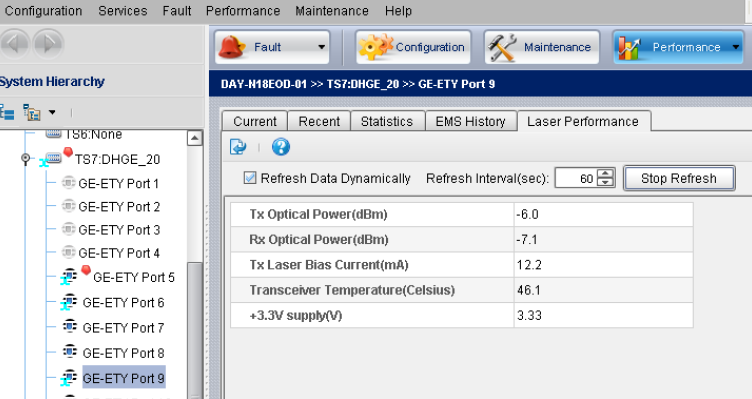 Configuration Services Fault Performance Maintenance Help
Fault Configuration Maintenance Performance
System Hierarchy
DAY-N18EOD-01 >> TS7:DHGE_20 >> GE-ETY Port 9
Current Recent Statistics EMS History Laser Performance
TS6:None
TS7:DHGE_20
GE-ETY Port 1
GE-ETY Port 2
GE-ETY Port 3
GE-ETY Port 4
GE-ETY Port 5
GE-ETY Port 6
GE-ETY Port 7
GE-ETY Port 8
GE-ETY Port 9
Refresh Data Dynamically Refresh Interval(sec): 60 Stop Refresh
Tx Optical Power(dBm) -6.0
Rx Optical Power(dBm) -7.1
Tx Laser Bias Current(mA) 12.2
Transceiver Temperature(Celsius) 46.1
+3.3V supply(V) 3.33